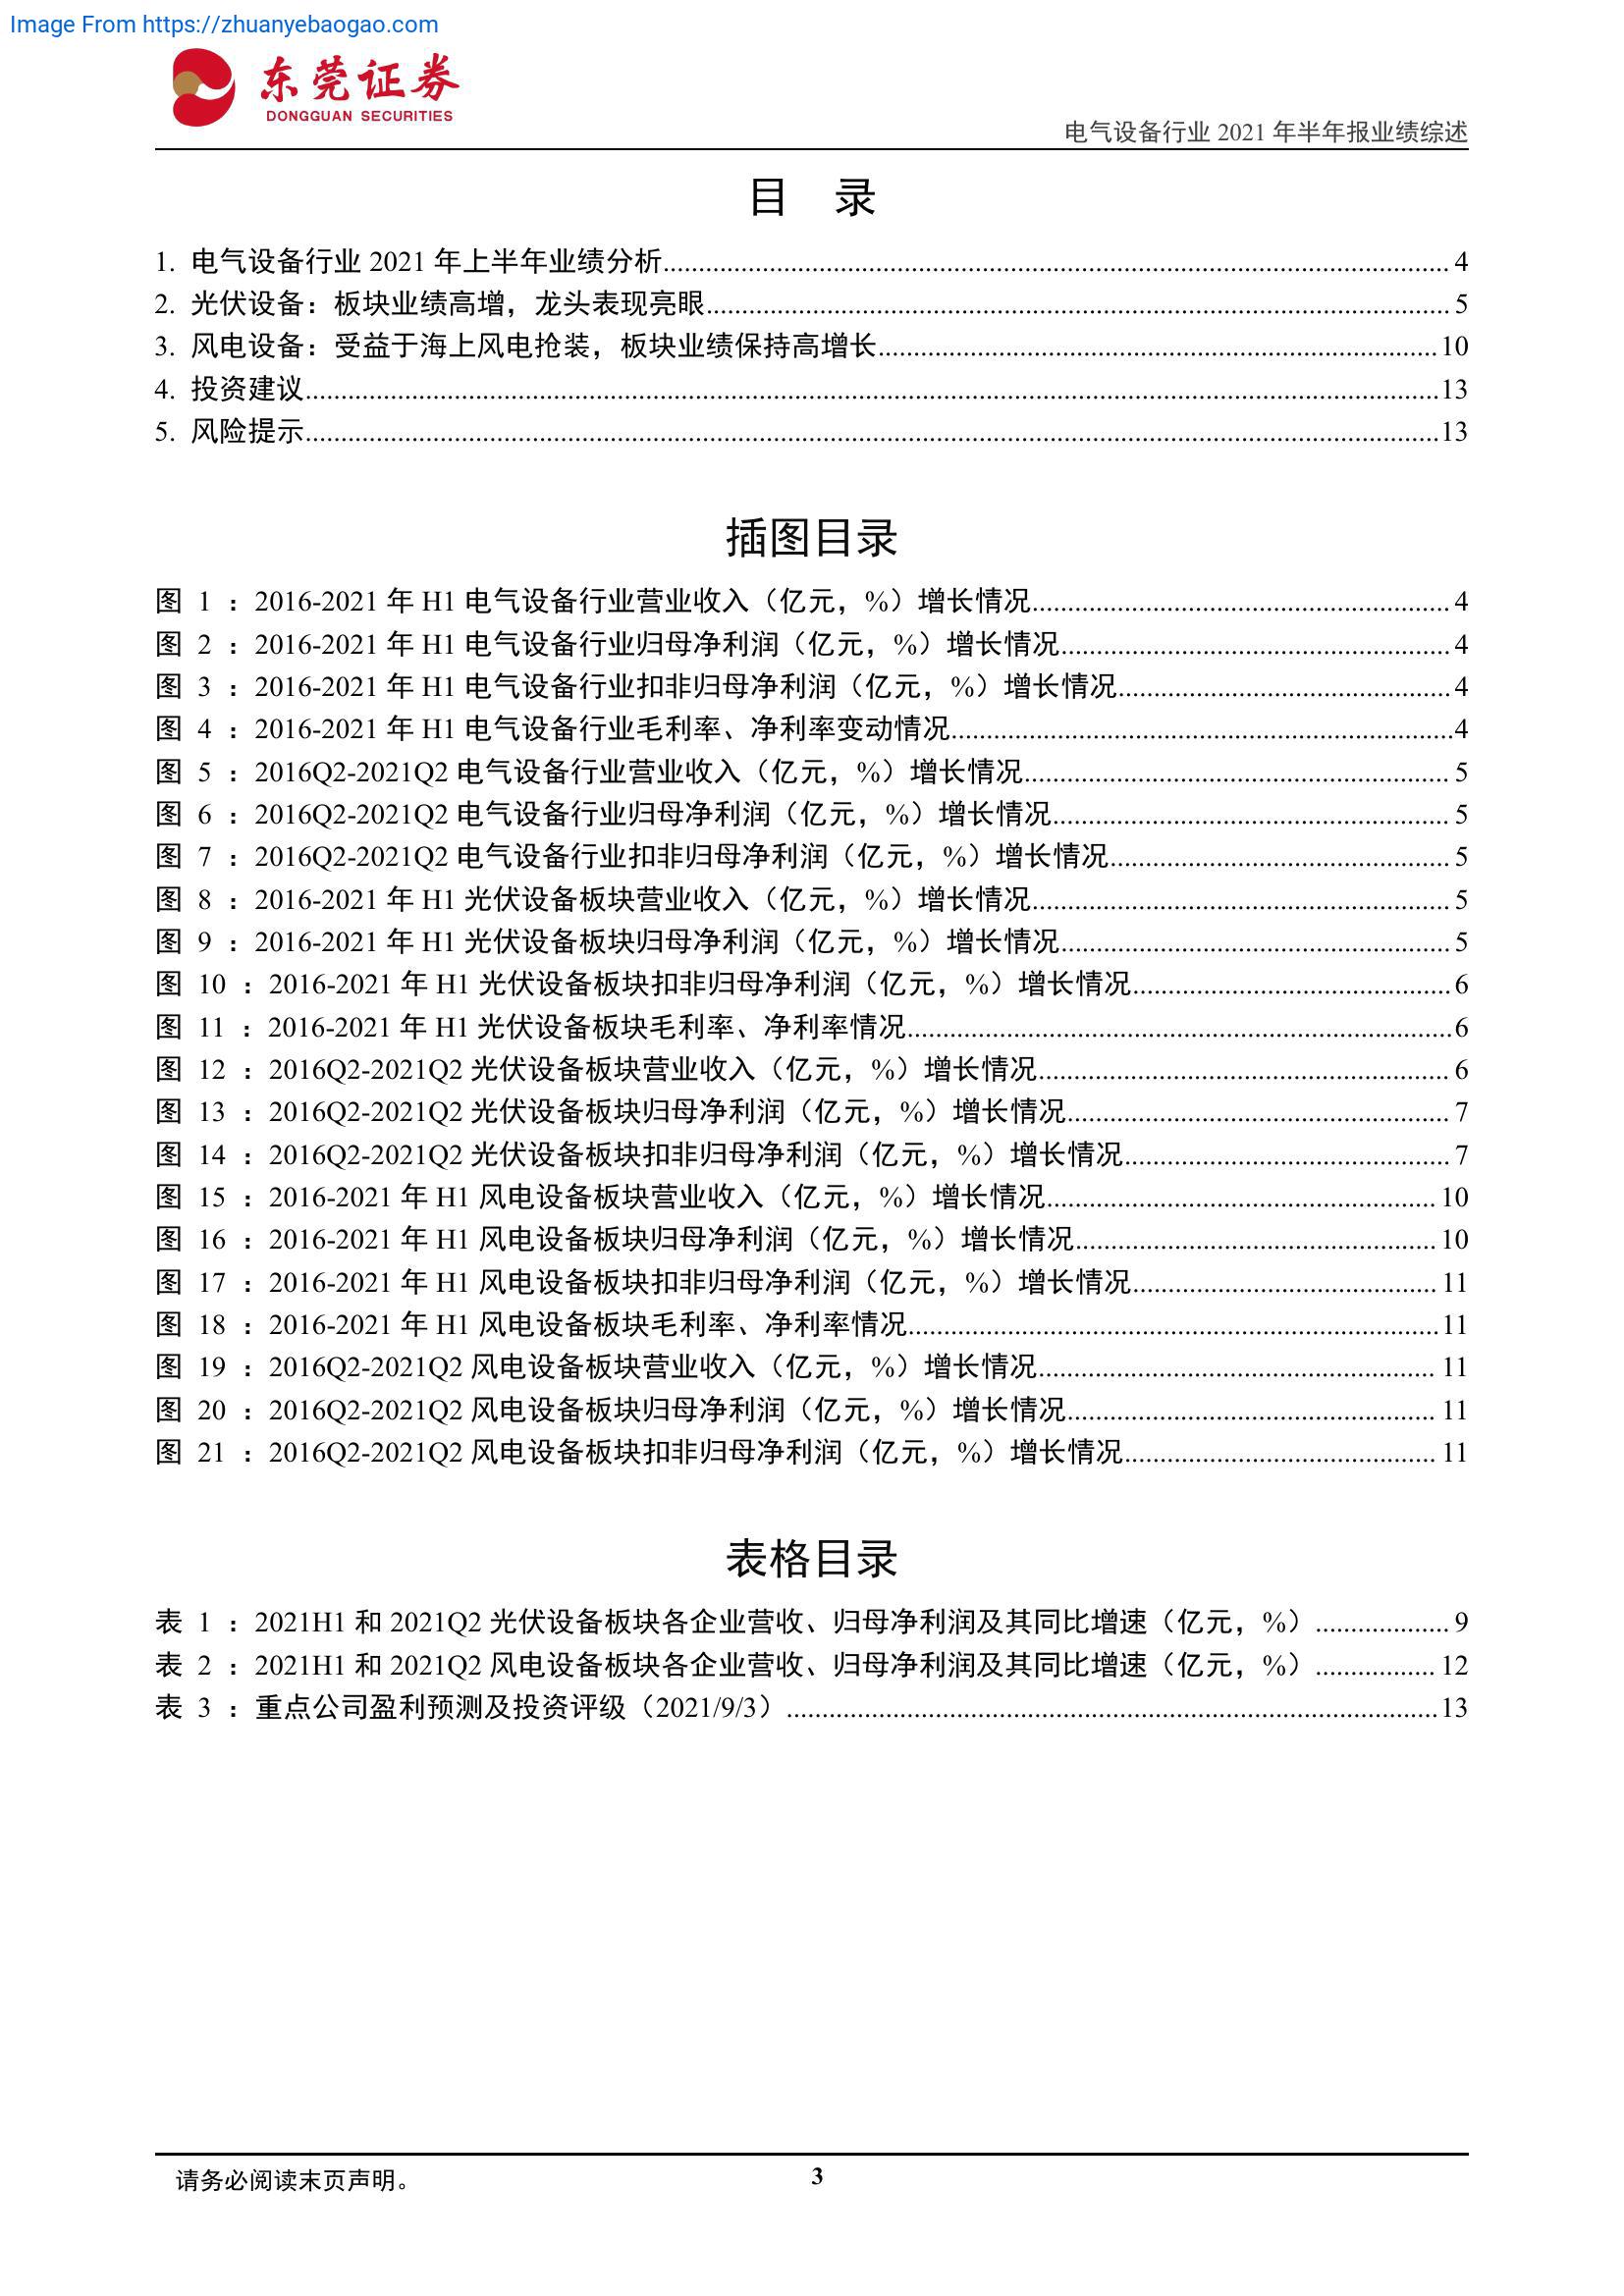 Image From https://zhuanyebaogao.com
东莞证券
DONGGUAN SECURITIES
电气设备行业 2021 年半年报业绩综述
目 录
1. 电气设备行业 2021 年上半年业绩分析 4
2. 光伏设备：板块业绩高增，龙头表现亮眼 5
3. 风电设备：受益于海上风电抢装，板块业绩保持高增长 10
4. 投资建议 13
5. 风险提示 13
插图目录
图 1 ：2016-2021 年 H1 电气设备行业营业收入（亿元，%）增长情况 4
图 2 ：2016-2021 年 H1 电气设备行业归母净利润（亿元，%）增长情况 4
图 3 ：2016-2021 年 H1 电气设备行业扣非归母净利润（亿元，%）增长情况 4
图 4 ：2016-2021 年 H1 电气设备行业毛利率、净利率变动情况 4
图 5 ：2016Q2-2021Q2 电气设备行业营业收入（亿元，%）增长情况 5
图 6 ：2016Q2-2021Q2 电气设备行业归母净利润（亿元，%）增长情况 5
图 7 ：2016Q2-2021Q2 电气设备行业扣非归母净利润（亿元，%）增长情况 5
图 8 ：2016-2021 年 H1 光伏设备板块营业收入（亿元，%）增长情况 5
图 9 ：2016-2021 年 H1 光伏设备板块归母净利润（亿元，%）增长情况 5
图 10 ：2016-2021 年 H1 光伏设备板块扣非归母净利润（亿元，%）增长情况 6
图 11 ：2016-2021 年 H1 光伏设备板块毛利率、净利率情况 6
图 12 ：2016Q2-2021Q2 光伏设备板块营业收入（亿元，%）增长情况 6
图 13 ：2016Q2-2021Q2 光伏设备板块归母净利润（亿元，%）增长情况 7
图 14 ：2016Q2-2021Q2 光伏设备板块扣非归母净利润（亿元，%）增长情况 7
图 15 ：2016-2021 年 H1 风电设备板块营业收入（亿元，%）增长情况 10
图 16 ：2016-2021 年 H1 风电设备板块归母净利润（亿元，%）增长情况 10
图 17 ：2016-2021 年 H1 风电设备板块扣非归母净利润（亿元，%）增长情况 11
图 18 ：2016-2021 年 H1 风电设备板块毛利率、净利率情况 11
图 19 ：2016Q2-2021Q2 风电设备板块营业收入（亿元，%）增长情况 11
图 20 ：2016Q2-2021Q2 风电设备板块归母净利润（亿元，%）增长情况 11
图 21 ：2016Q2-2021Q2 风电设备板块扣非归母净利润（亿元，%）增长情况 11
表格目录
表 1 ：2021H1 和 2021Q2 光伏设备板块各企业营收、归母净利润及其同比增速（亿元，%） 9
表 2 ：2021H1 和 2021Q2 风电设备板块各企业营收、归母净利润及其同比增速（亿元，%） 12
表 3 ：重点公司盈利预测及投资评级（2021/9/3） 13
请务必阅读末页声明。
3